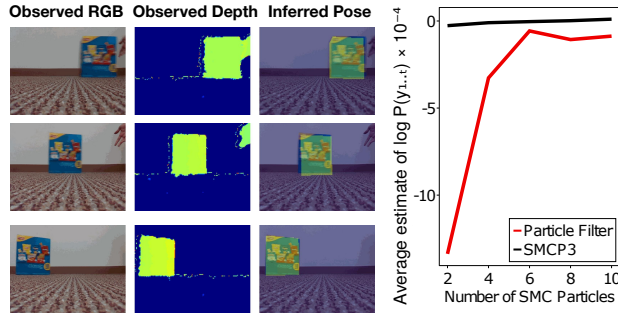 Observed RGB Observed Depth Inferred Pose
Average estimate of log P(y₁..ₜ) × 10⁻⁴
0
-5
-10
Particle Filter
SMCP3
2 4 6 8 10
Number of SMC Particles